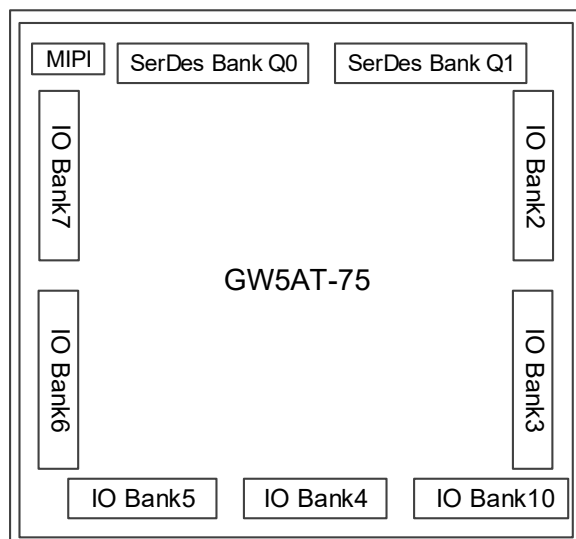 MIPI
SerDes Bank Q0
SerDes Bank Q1
IO Bank7
IO Bank2
GW5AT-75
IO Bank6
IO Bank3
IO Bank5
IO Bank4
IO Bank10